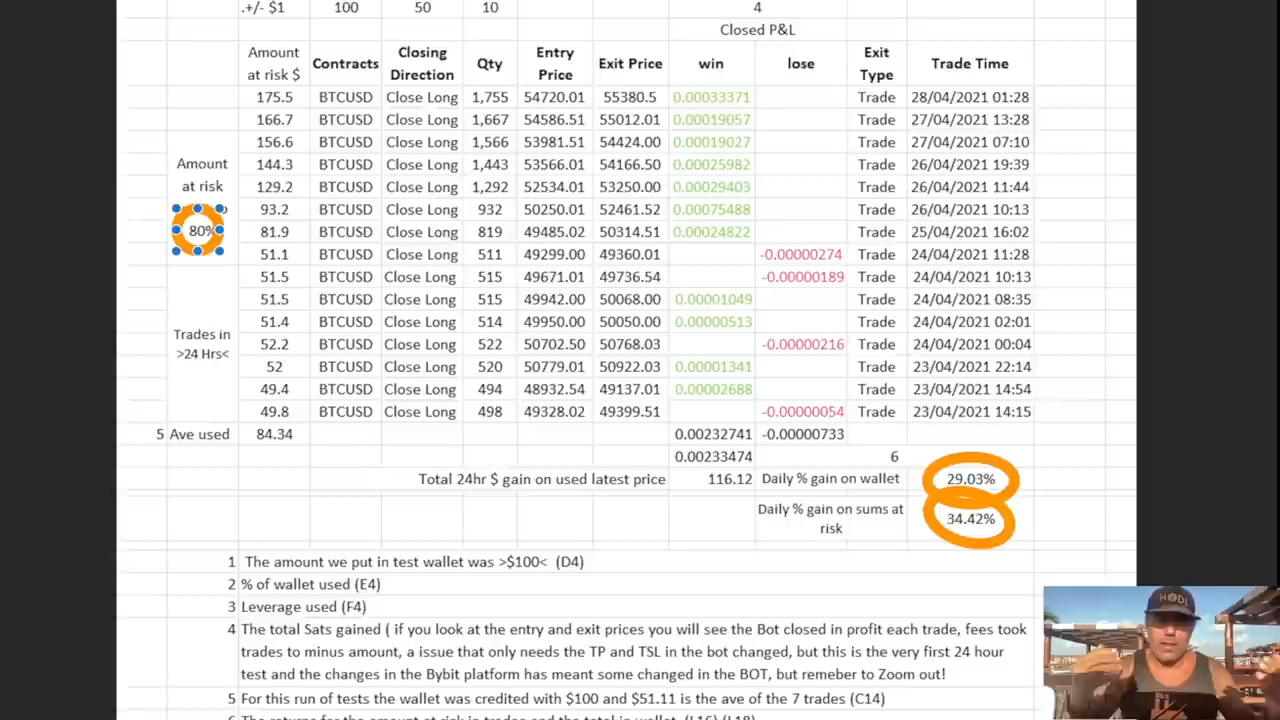 .+/- $1 100 50 10 4
Closed P&L
Amount at risk $ Contracts Closing Direction Qty Entry Price Exit Price win lose Exit Type Trade Time
175.5 BTCUSD Close Long 1,755 54720.01 55380.5 0.00033371 Trade 28/04/2021 01:28
166.7 BTCUSD Close Long 1,667 54586.51 55012.01 0.00019057 Trade 27/04/2021 13:28
156.6 BTCUSD Close Long 1,566 53981.51 54424.00 0.00019027 Trade 27/04/2021 07:10
Amount
144.3 BTCUSD Close Long 1,443 53566.01 54166.50 0.00025982 Trade 26/04/2021 19:39
at risk
129.2 BTCUSD Close Long 1,292 52534.01 53250.00 0.00029403 Trade 26/04/2021 11:44
93.2 BTCUSD Close Long 932 50250.01 52461.52 0.00075488 Trade 26/04/2021 10:13
80% 81.9 BTCUSD Close Long 819 49485.02 50314.51 0.00024822 Trade 25/04/2021 16:02
51.1 BTCUSD Close Long 511 49299.00 49360.01 -0.00000274 Trade 24/04/2021 11:28
51.5 BTCUSD Close Long 515 49671.01 49736.54 -0.00000189 Trade 24/04/2021 10:13
51.5 BTCUSD Close Long 515 49942.00 50068.00 0.00001049 Trade 24/04/2021 08:35
51.4 BTCUSD Close Long 514 49950.00 50050.00 0.00000513 Trade 24/04/2021 02:01
Trades in
>24 Hrs<
52.2 BTCUSD Close Long 522 50702.50 50768.03 -0.00000216 Trade 24/04/2021 00:04
52 BTCUSD Close Long 520 50779.01 50922.03 0.00001341 Trade 23/04/2021 22:14
49.4 BTCUSD Close Long 494 48932.54 49137.01 0.00002688 Trade 23/04/2021 14:54
49.8 BTCUSD Close Long 498 49328.02 49399.51 -0.00000054 Trade 23/04/2021 14:15
5 Ave used 84.34 0.00232741 -0.00000733
0.00233474 6
Total 24hr $ gain on used latest price 116.12 Daily % gain on wallet 29.03%
Daily % gain on sums at risk 34.42%
1 The amount we put in test wallet was >$100< (D4)
2 % of wallet used (E4)
3 Leverage used (F4)
4 The total Sats gained ( if you look at the entry and exit prices you will see the Bot closed in profit each trade, fees took
trades to minus amount, a issue that only needs the TP and TSL in the bot changed, but this is the very first 24 hour
test and the changes in the Bybit platform has meant some changed in the BOT, but remeber to Zoom out!
5 For this run of tests the wallet was credited with $100 and $51.11 is the ave of the 7 trades (C14)
6 The returns for the amount at risk in trades and the total in wallet (L16) (L18)
HODL